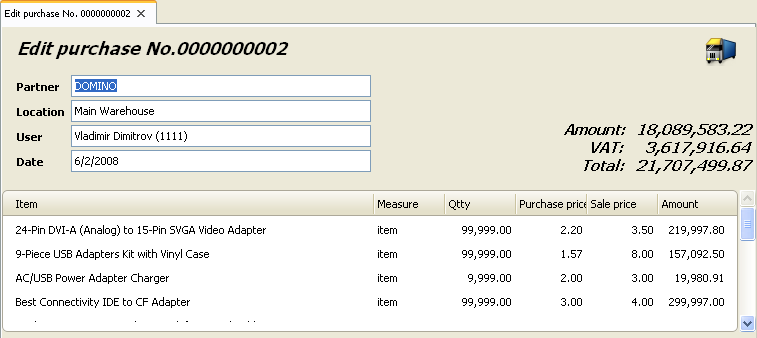 Edit purchase No. 0000000002
Edit purchase No.0000000002
Partner DOMINO
Location Main Warehouse
User Vladimir Dimitrov (1111)
Date 6/2/2008
Amount: 18,089,583.22
VAT: 3,617,916.64
Total: 21,707,499.87
Item Measure Qtty Purchase price Sale price Amount
24-Pin DVI-A (Analog) to 15-Pin SVGA Video Adapter item 99,999.00 2.20 3.50 219,997.80
9-Piece USB Adapters Kit with Vinyl Case item 99,999.00 1.57 8.00 157,092.50
AC/USB Power Adapter Charger item 9,999.00 2.00 3.00 19,980.91
Best Connectivity IDE to CF Adapter item 99,999.00 3.00 4.00 299,997.00